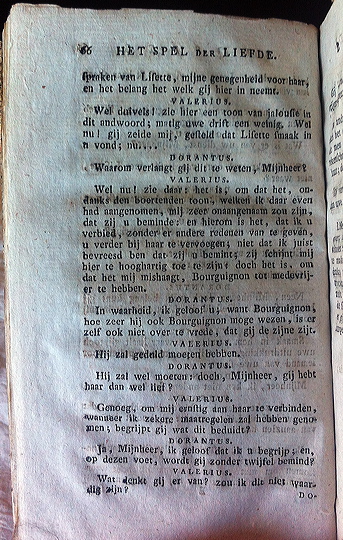 66 HET SPEL DER LIEFDE.
spraken van Lisette, mijne genegenheid voor haar,
en het belang het welk gij hier in neemt.
VALERIUS.
Wel duivels! zie hier een toon van jalousie in
dit andwoord; matig uwe drift een weinig. Wel
nu! gij zeide mij, gesteld dat Lisette smaak in
u vond; nu....
DORANTUS.
Waarom verlangt gij dit te weten, Mijnheer?
VALERIUS.
Wel nu! zie daar: het is, om dat het, on-
danks den boertenden toon, welken ik daar even
had aangenomen, mij zeer onaangenaam zou zijn,
dat zij u beminde: en hierom is het, dat ik u
verbied, zonder er andere redenen van te geven,
u verder bij haar te vervoegen; niet dat ik juist
bevreesd ben dat zij u bemint; zij schijnt mij
hier te hooghartig toe te zijn: doch het is, om
dat het mij mishaagt, Bourguignon tot medevrij-
er te hebben.
DORANTUS.
In waarheid, ik geloof u; want Bourguignon,
hoe zeer hij ook Bourguignon moge wezen, is er
zelf ook niet over te vrede, dat gij de zijne zijt.
VALERIUS.
Hij zal geduld moeten hebben.
DORANTUS.
Hij zal wel moeten: doch, Mijnheer, gij hebt
haar dan wel lief?
VALERIUS.
Genoeg, om mij ernstig aan haar te verbinden,
wanneer ik zekere maatregelen zal hebben geno-
men; begrijpt gij wat dit beduidt?
DORANTUS.
Ja, Mijnheer, ik geloof dat ik u begrijp: en,
op dezen voet, wordt gij zonder twijfel bemind?
VALERIUS.
Wat denkt gij er van? zou ik dit niet waar-
dig zijn?
DO-